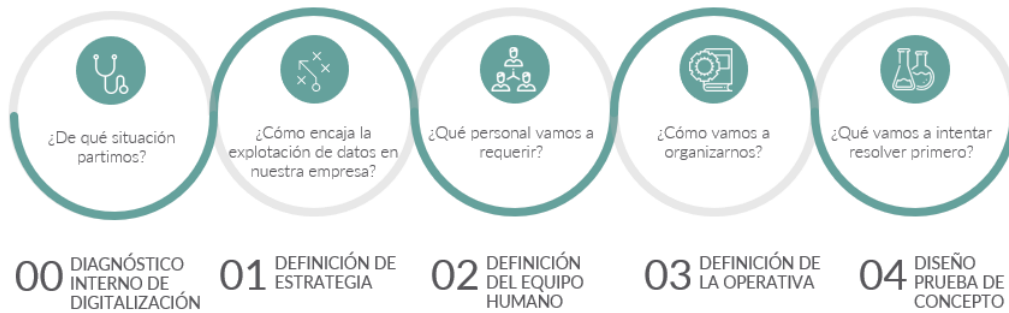 ¿De qué situación
partimos?
¿Cómo encaja la
explotación de datos en
nuestra empresa?
¿Qué personal vamos a
requerir?
¿Cómo vamos a
organizarnos?
¿Qué vamos a intentar
resolver primero?
00 DIAGNÓSTICO
INTERNO DE
DIGITALIZACIÓN
01 DEFINICIÓN DE
ESTRATEGIA
02 DEFINICIÓN
DEL EQUIPO
HUMANO
03 DEFINICIÓN DE
LA OPERATIVA
04 DISEÑO
PRUEBA DE
CONCEPTO